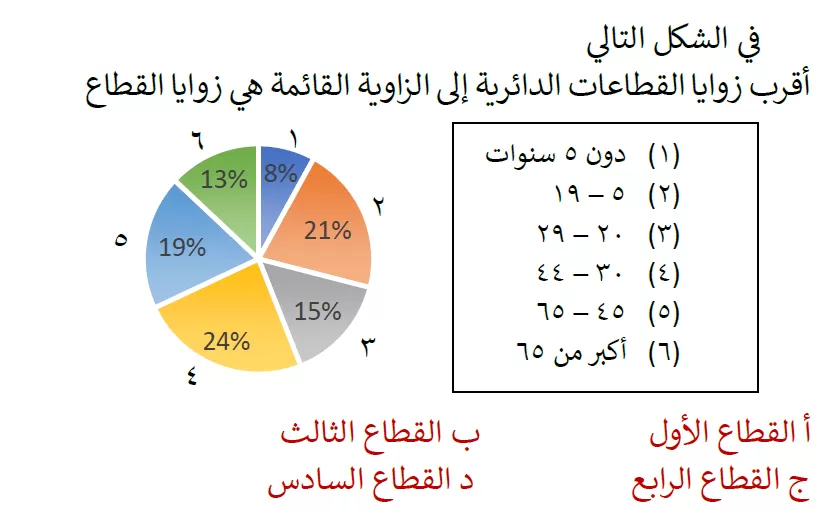 في الشكل التالي
أقرب زوايا القطاعات الدائرية إلى الزاوية القائمة هي زوايا القطاع
(١) دون ٥ سنوات
(٢) ٥ – ١٩
(٣) ٢٠ – ٢٩
(٤) ٣٠ – ٤٤
(٥) ٤٥ – ٦٥
(٦) أكبر من ٦٥
١
8%
٢
21%
٣
15%
٤
24%
٥
19%
٦
13%
أ القطاع الأول ب القطاع الثالث
ج القطاع الرابع د القطاع السادس